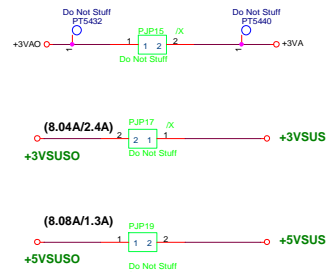 Do Not Stuff
PT5432
Do Not Stuff
PT5440
PJP15 /X
+3VAO 1 1 2 2 1 +3VA
Do Not Stuff
(8.04A/2.4A)
PJP17 /X
2 2 1 1 +3VSUS
+3VSUSO
Do Not Stuff
(8.08A/1.3A)
PJP19
1 1 2 2 +5VSUS
+5VSUSO
Do Not Stuff